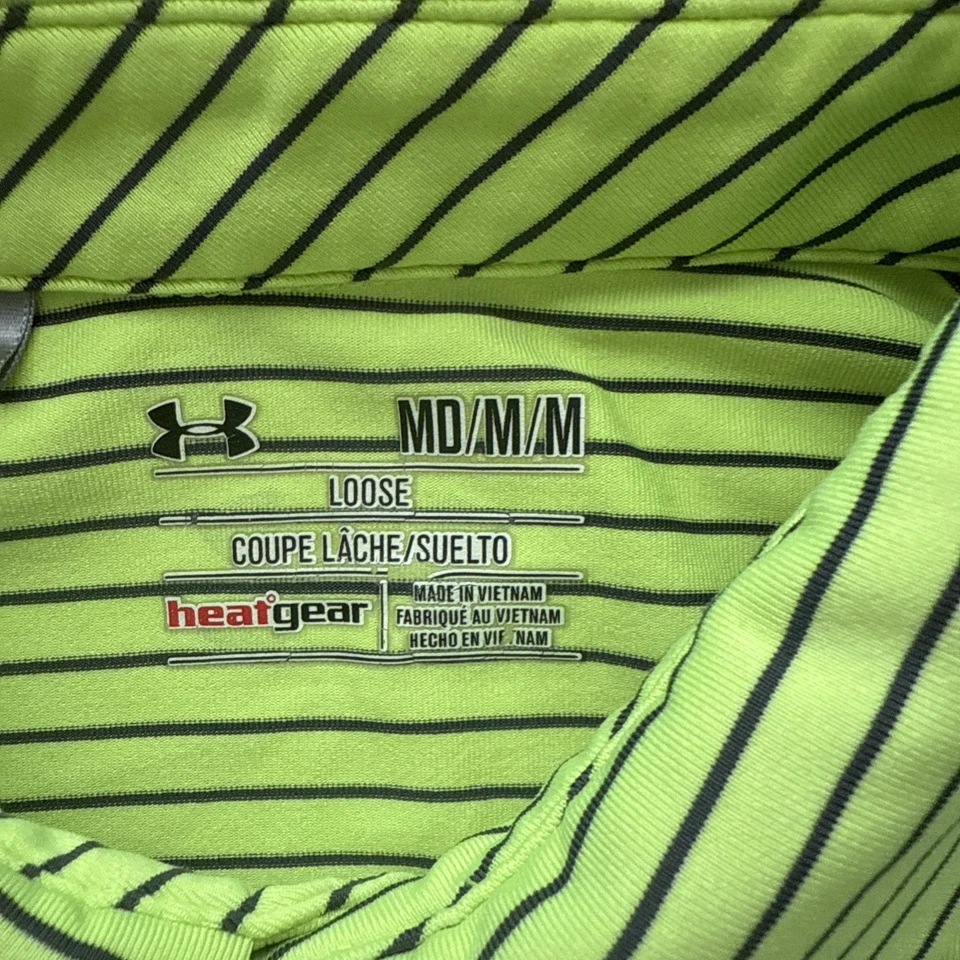 MD/M/M
LOOSE
COUPE LÂCHE/SUELTO
heatgear
MADE IN VIETNAM
FABRIQUÉ AU VIETNAM
HECHO EN VIETNAM